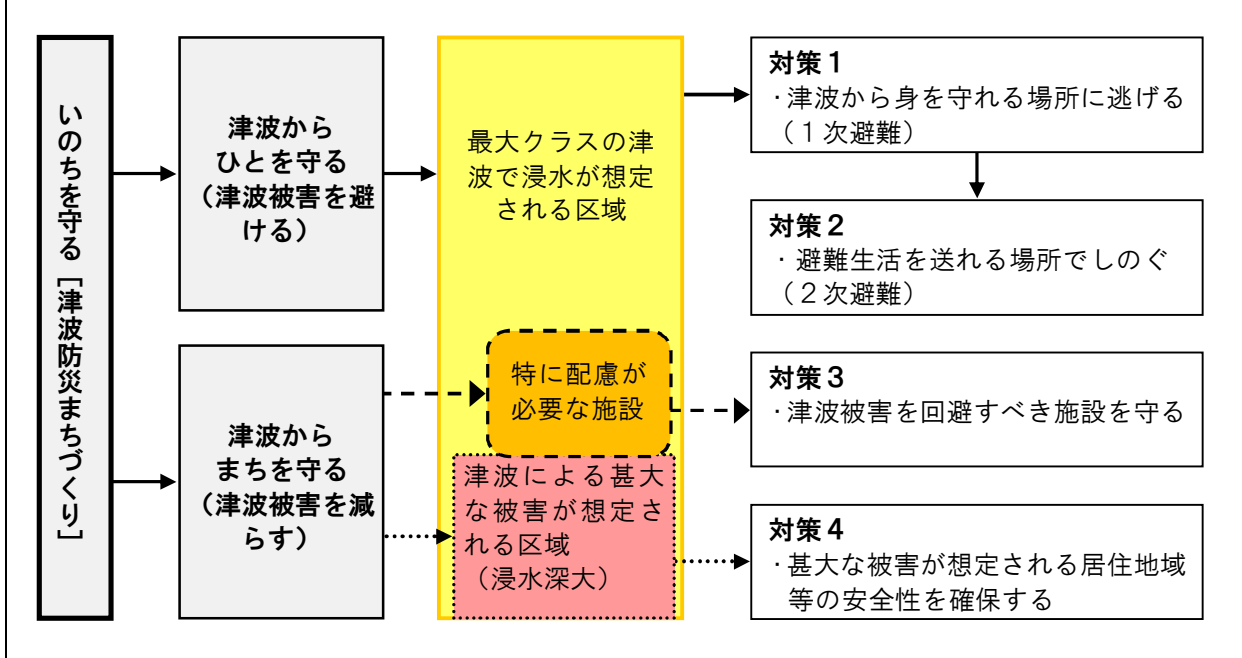 いのちを守る［津波防災まちづくり］
津波から
ひとを守る
（津波被害を避
ける）
津波から
まちを守る
（津波被害を減
らす）
最大クラスの津
波で浸水が想定
される区域
特に配慮が
必要な施設
津波による甚大
な被害が想定さ
れる区域
（浸水深大）
対策１
・津波から身を守れる場所に逃げる
（１次避難）
対策２
・避難生活を送れる場所でしのぐ
（２次避難）
対策３
・津波被害を回避すべき施設を守る
対策４
・甚大な被害が想定される居住地域
等の安全性を確保する